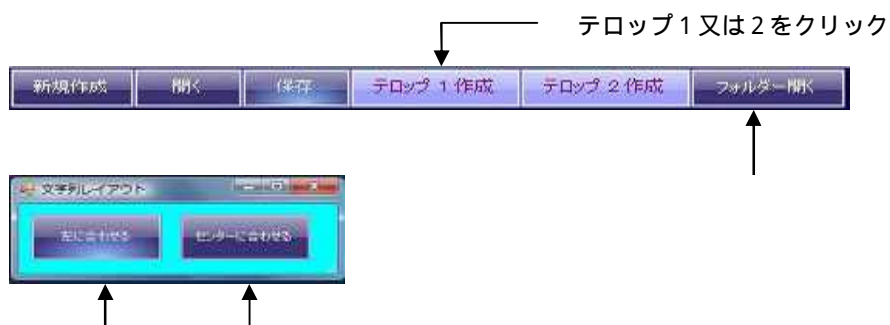 テロップ1又は2をクリック
新規作成 開く 保存 テロップ 1 作成 テロップ 2 作成 フォルダー開く
文字列レイアウト
左に合わせる センターに合わせる